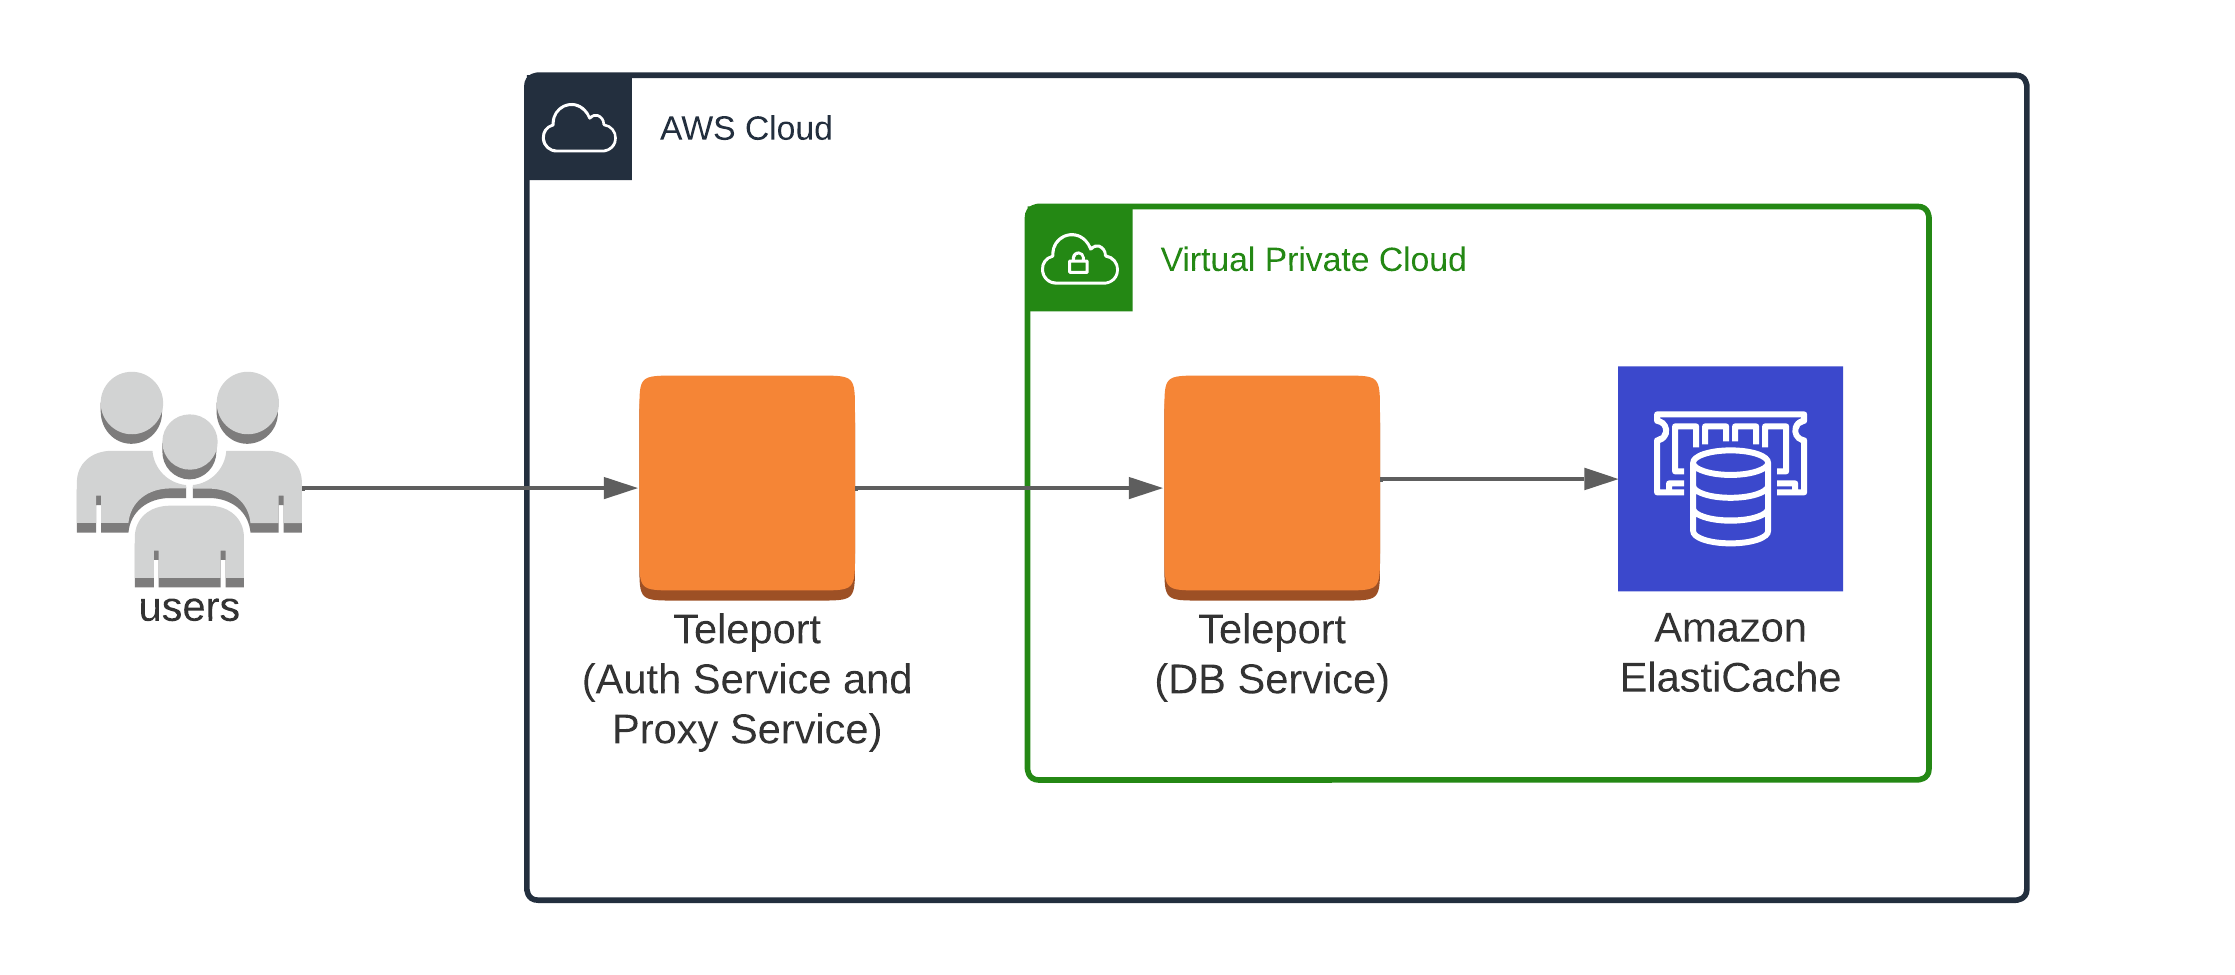 AWS Cloud
Virtual Private Cloud
users
Teleport
(Auth Service and
Proxy Service)
Teleport
(DB Service)
Amazon
ElastiCache